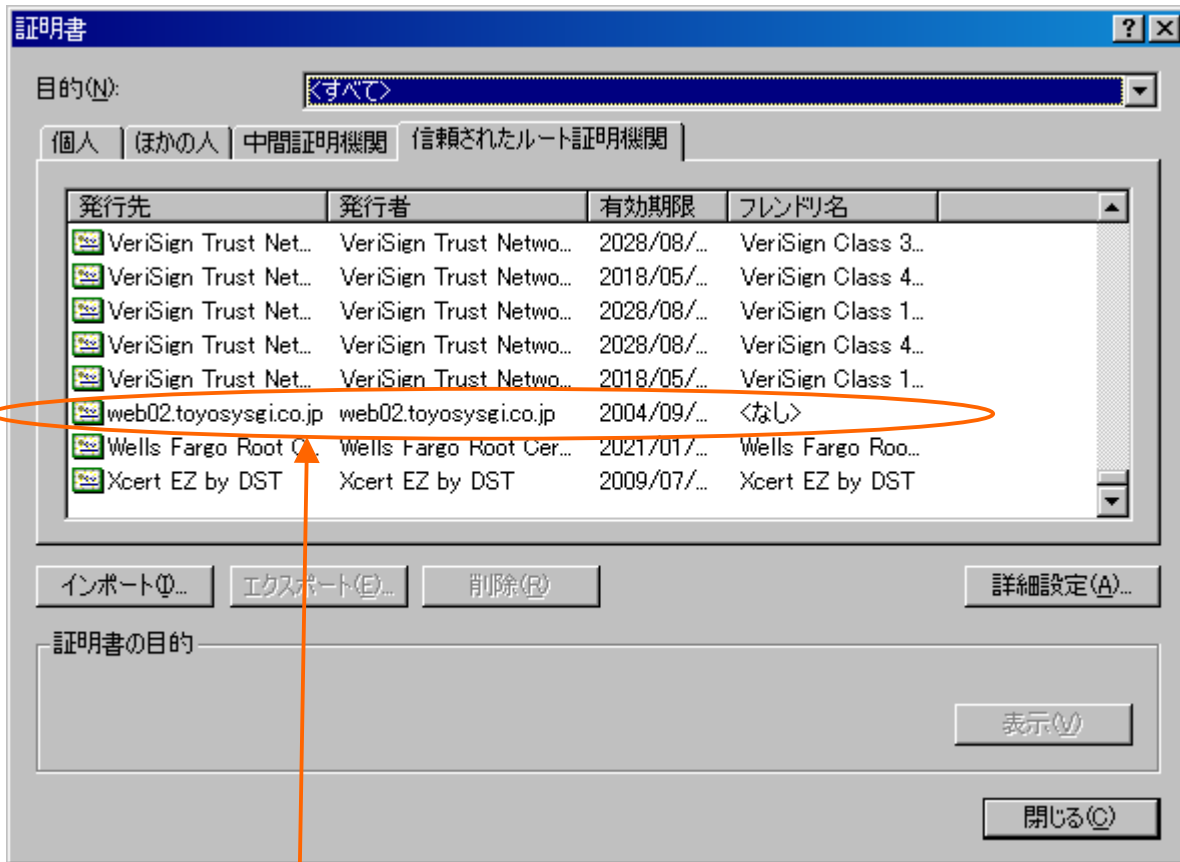 証明書
目的(N): <すべて>
個人 ほかの人 中間証明機関 信頼されたルート証明機関
発行先 発行者 有効期限 フレンドリ名
VeriSign Trust Net... VeriSign Trust Netwo... 2028/08/... VeriSign Class 3...
VeriSign Trust Net... VeriSign Trust Netwo... 2018/05/... VeriSign Class 4...
VeriSign Trust Net... VeriSign Trust Netwo... 2028/08/... VeriSign Class 1...
VeriSign Trust Net... VeriSign Trust Netwo... 2028/08/... VeriSign Class 4...
VeriSign Trust Net... VeriSign Trust Netwo... 2018/05/... VeriSign Class 1...
web02.toyosysgi.co.jp web02.toyosysgi.co.jp 2004/09/... <なし>
Wells Fargo Root C... Wells Fargo Root Cer... 2021/01/... Wells Fargo Roo...
Xcert EZ by DST Xcert EZ by DST 2009/07/... Xcert EZ by DST
インポート(I)... エクスポート(E)... 削除(R) 詳細設定(A)...
証明書の目的
表示(V)
閉じる(C)